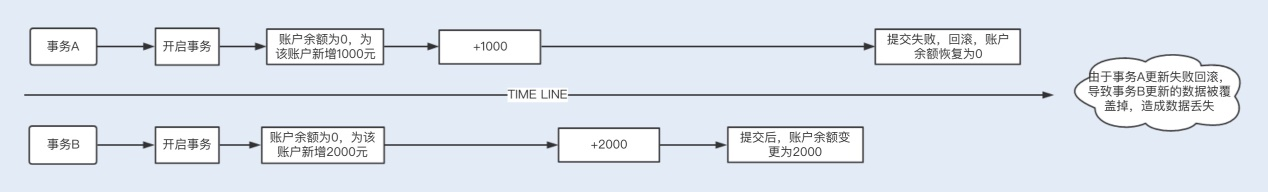 事务A
开启事务
账户余额为0，为
该账户新增1000元
+1000
提交失败，回滚，账户
余额恢复为0
TIME LINE
由于事务A更新失败回滚，
导致事务B更新的数据被覆
盖掉，造成数据丢失
事务B
开启事务
账户余额为0，为该
账户新增2000元
+2000
提交后，账户余额变
更为2000